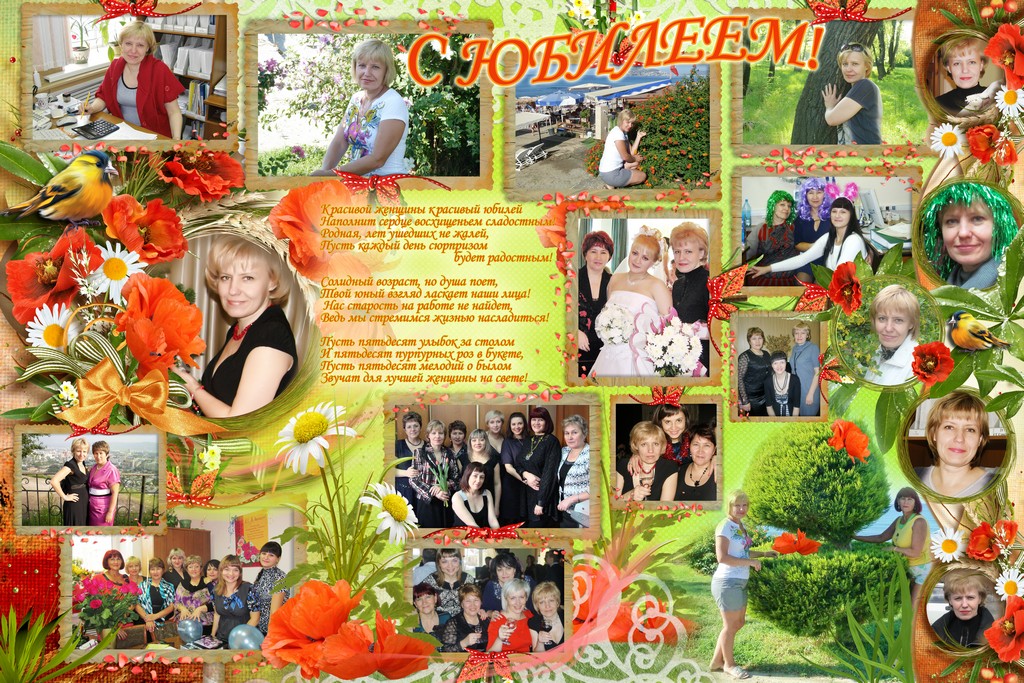 С ЮБИЛЕЕМ!
Красивой женщины красивый юбилей
Наполнит сердце восхищеньем сладостным.
Родная, лет ушедших не жалей,
Пусть каждый день сюрпризом
будет радостным!
Солидный возраст, но душа поет,
Твой юный взгляд ласкает наши лица!
Нас старость на работе не найдет,
Ведь мы стремимся жизнью насладиться!
Пусть пятьдесят улыбок за столом
И пятьдесят пурпурных роз в букете,
Пусть пятьдесят мелодий о былом
Звучат для лучшей женщины на свете!